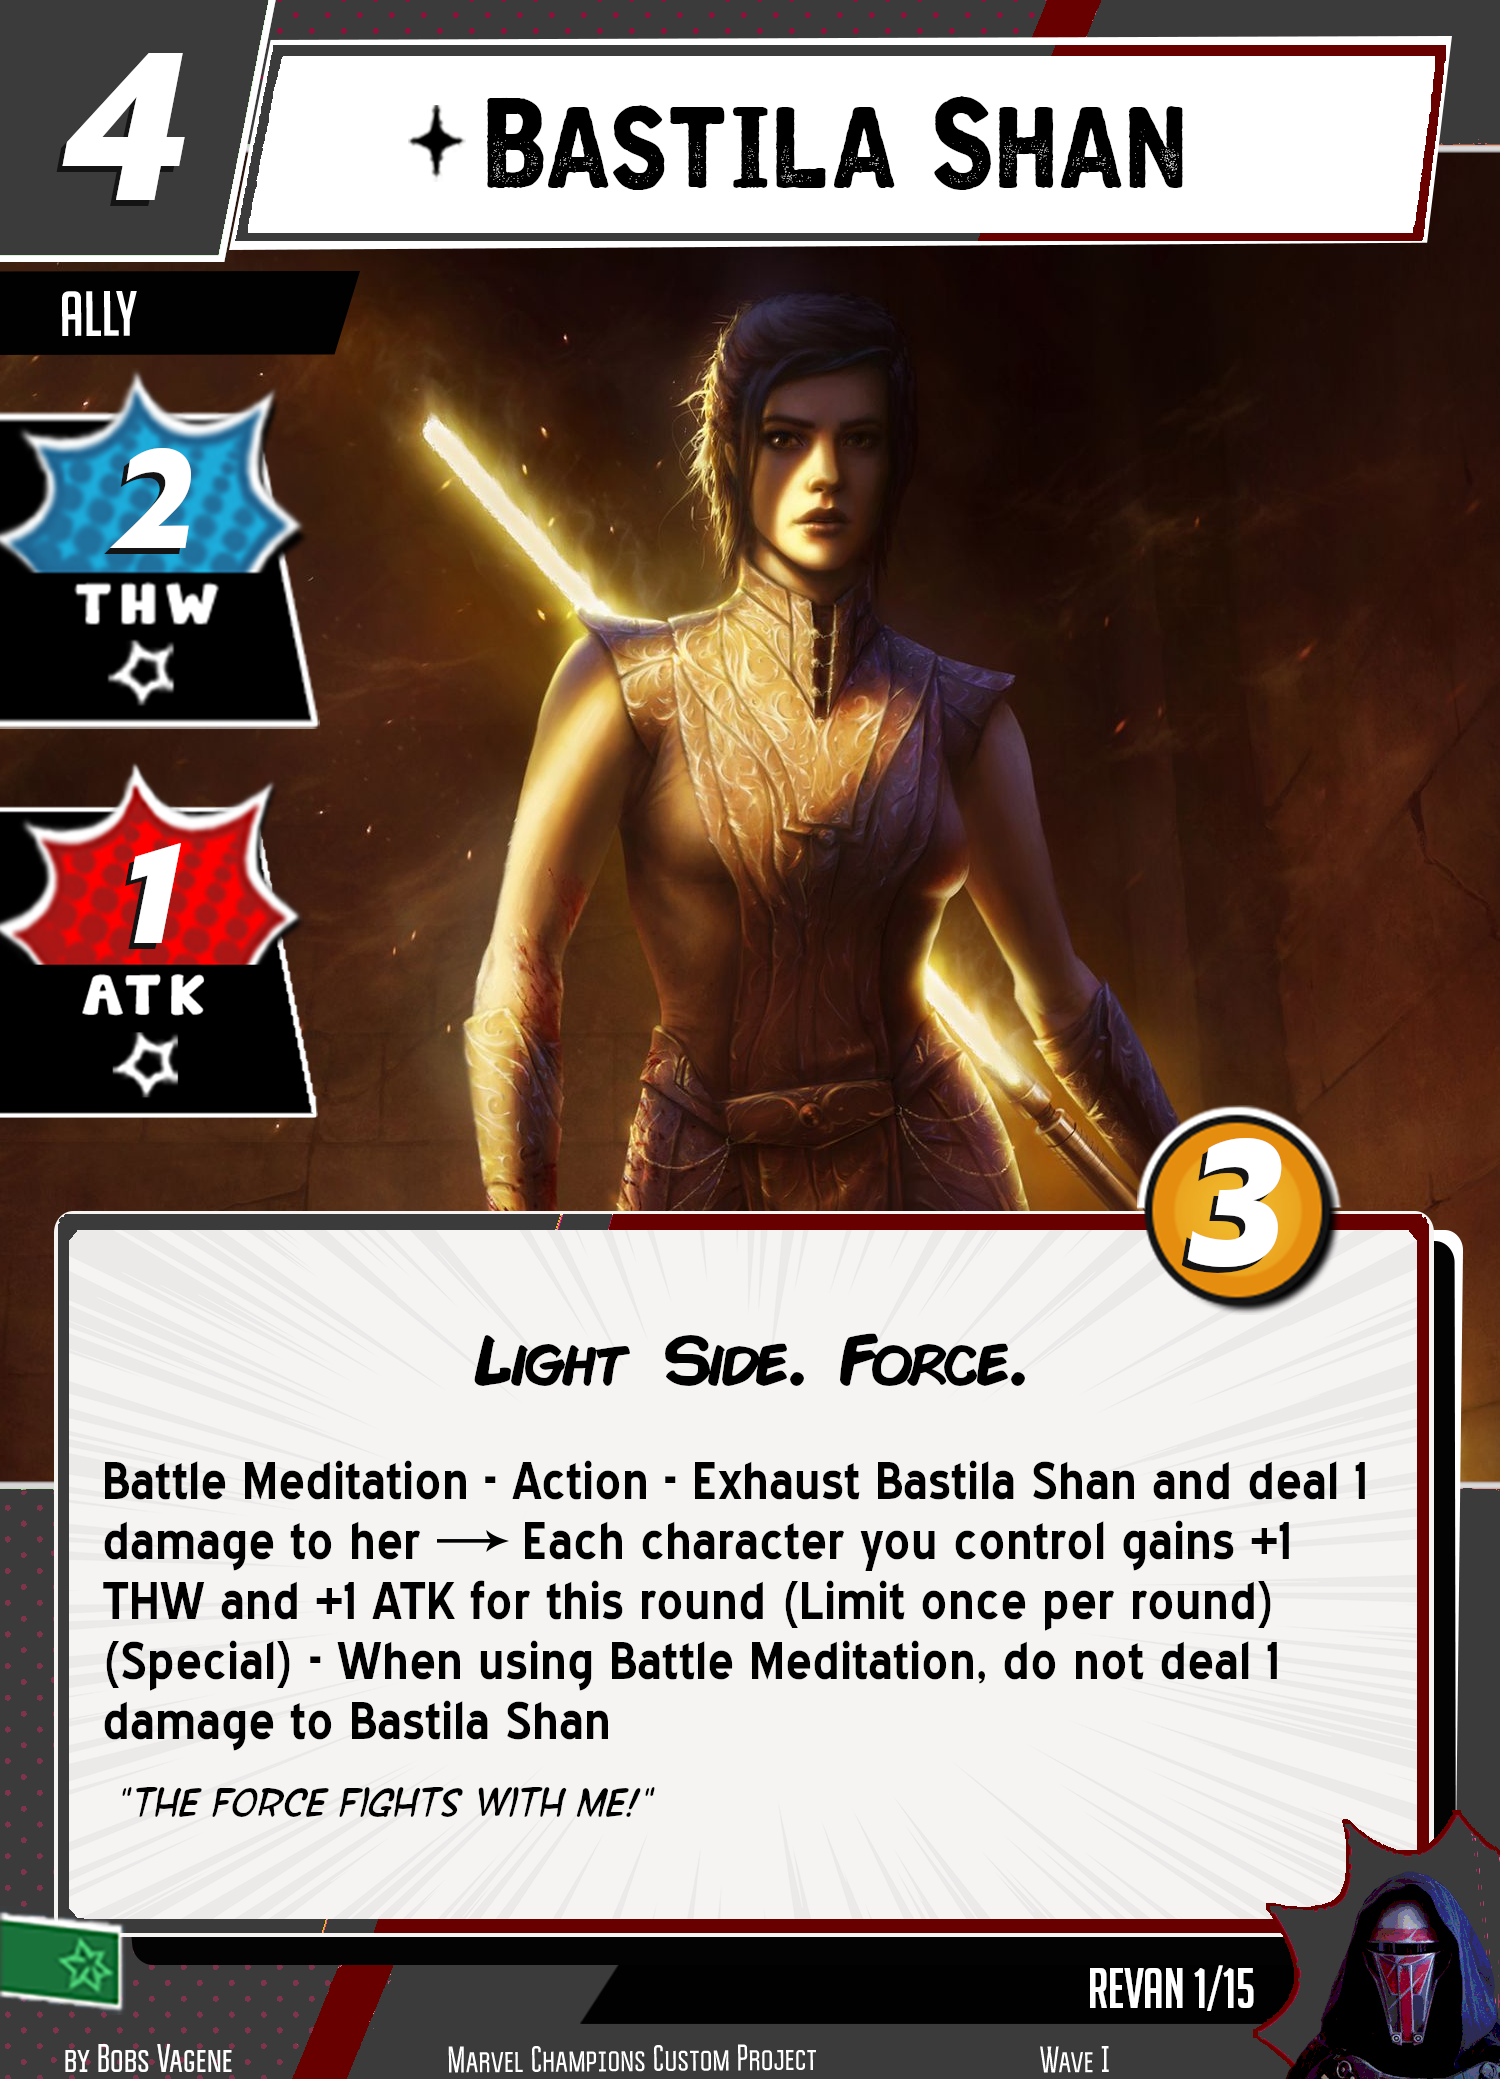 4
BASTILA SHAN
ALLY
2
THW
1
ATK
3
LIGHT SIDE. FORCE.
Battle Meditation - Action - Exhaust Bastila Shan and deal 1
damage to her → Each character you control gains +1
THW and +1 ATK for this round (Limit once per round)
(Special) - When using Battle Meditation, do not deal 1
damage to Bastila Shan
"THE FORCE FIGHTS WITH ME!"
REVAN 1/15
BY BOBS VAGENE
MARVEL CHAMPIONS CUSTOM PROJECT
WAVE I